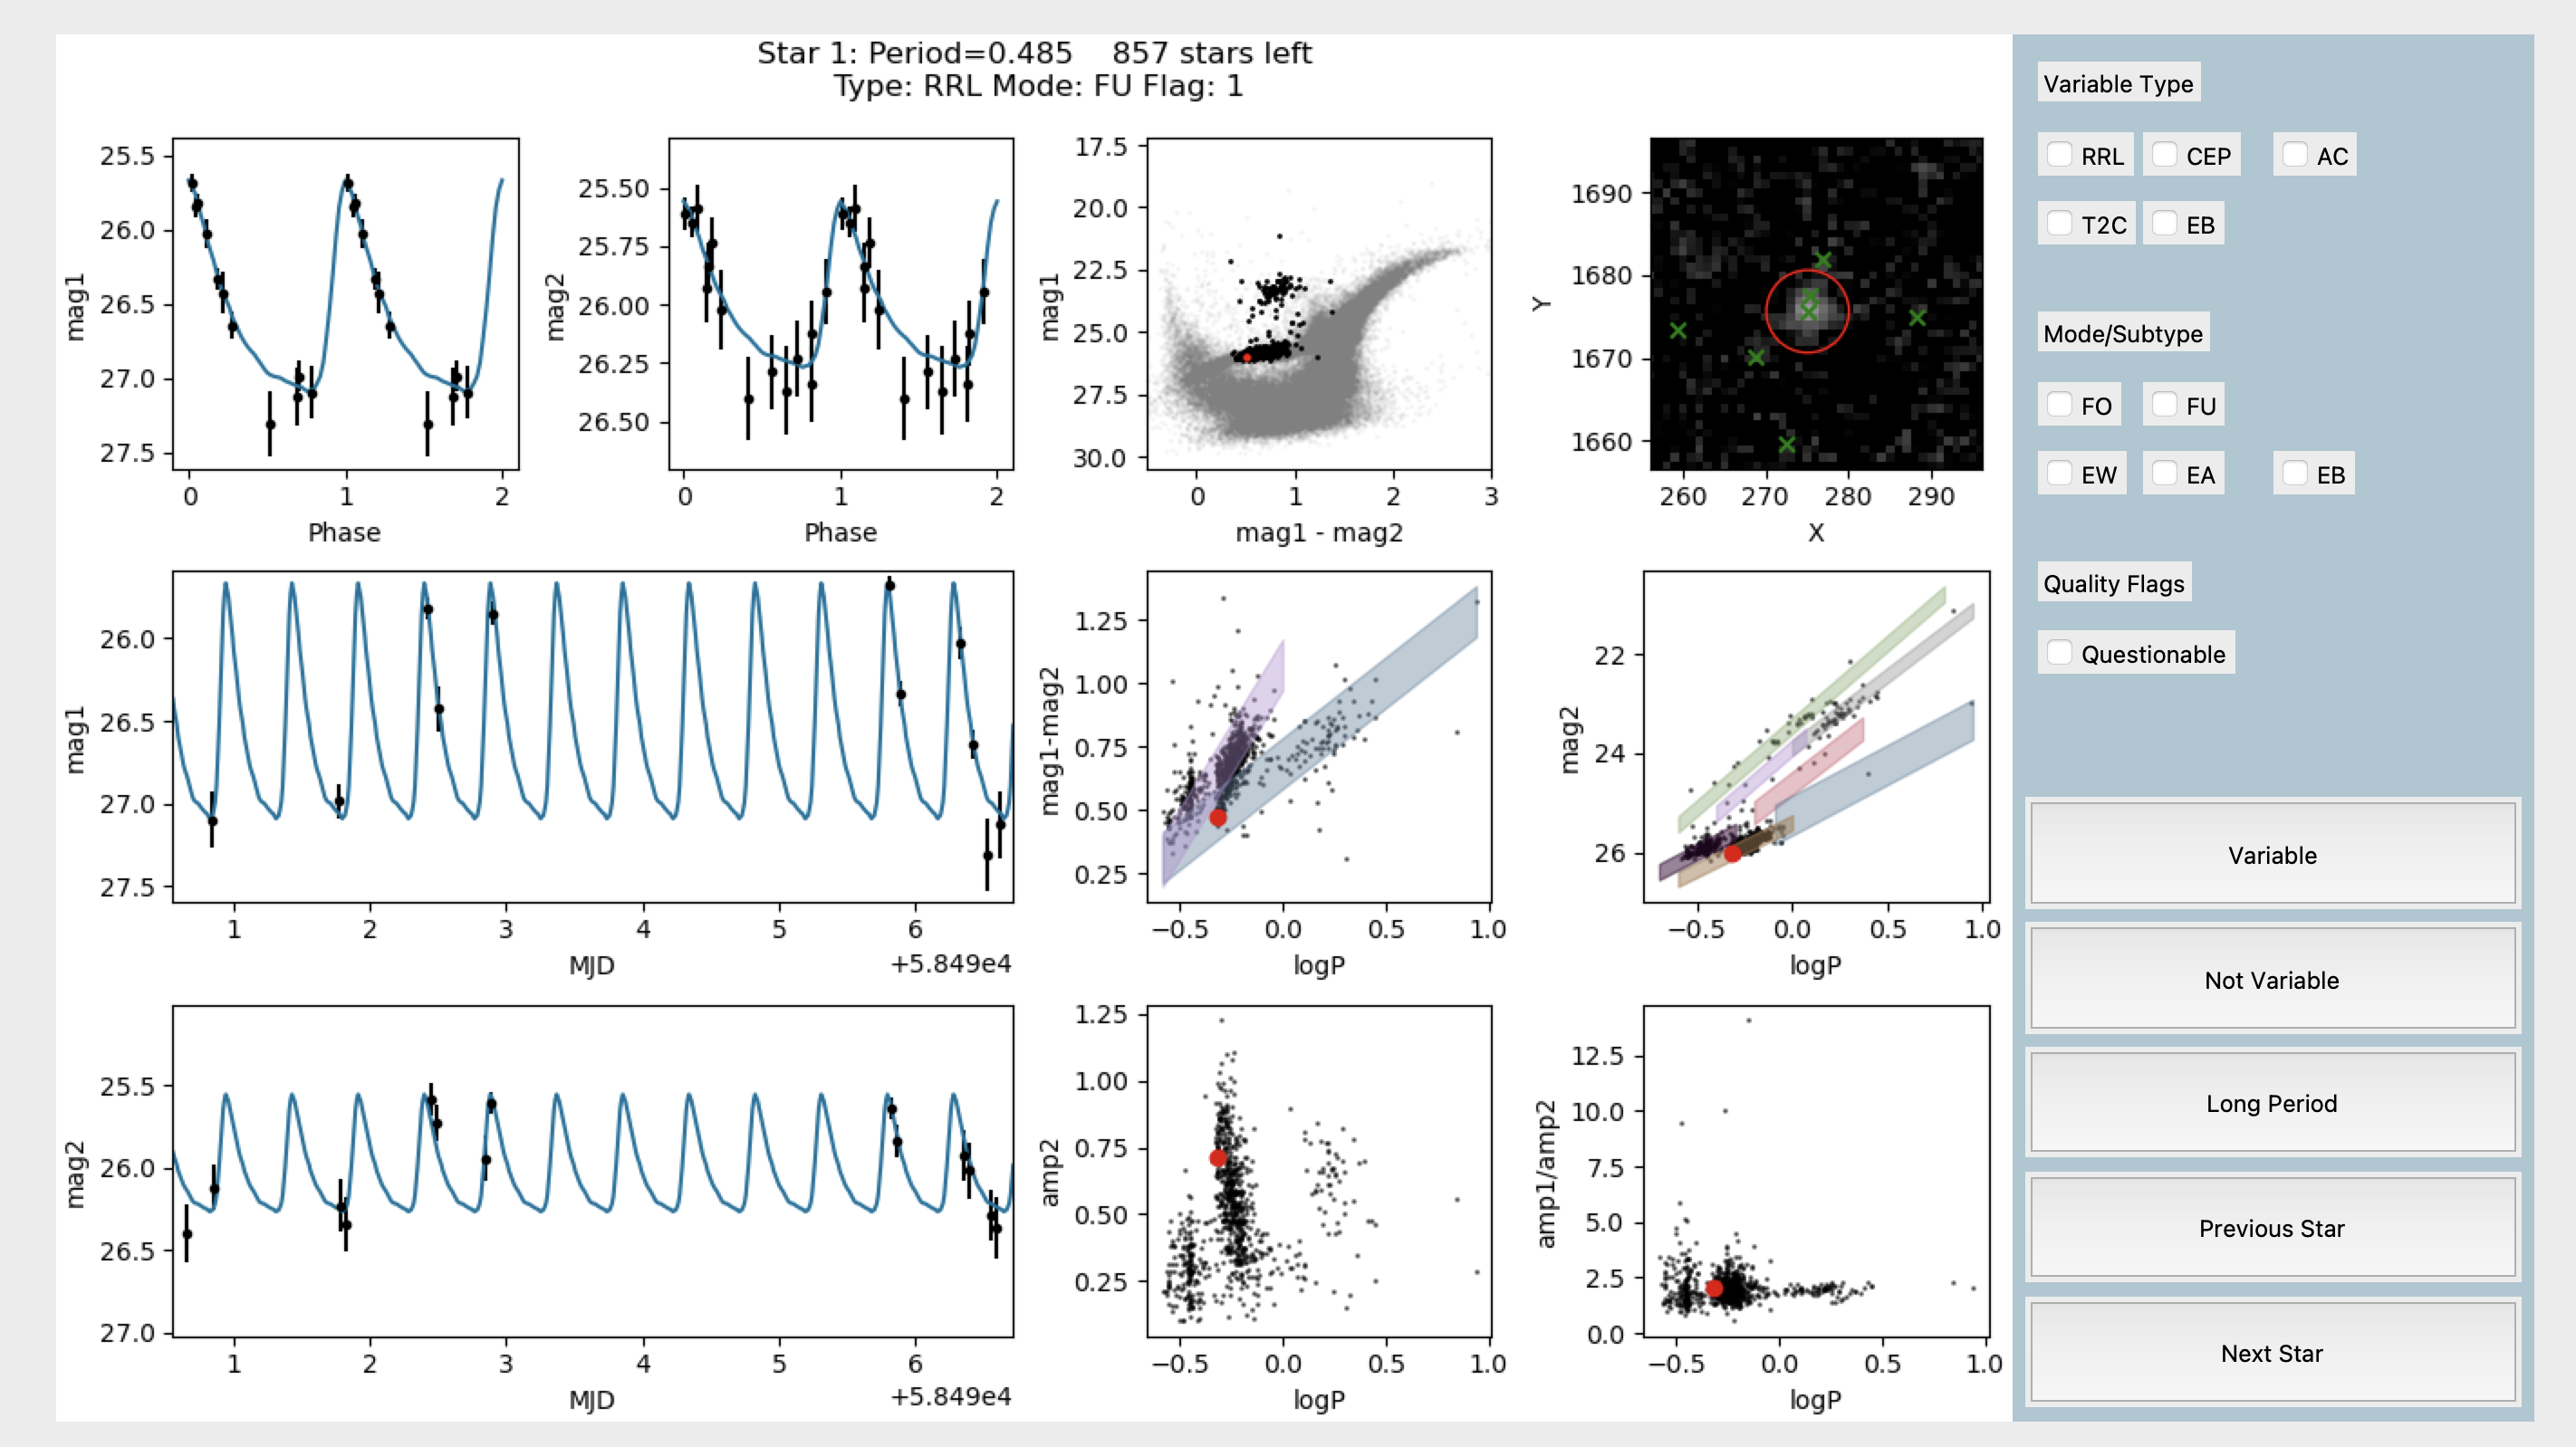 Star 1: Period=0.485 857 stars left
Type: RRL Mode: FU Flag: 1
25.5
26.0
26.5
27.0
27.5
mag1
0 1 2
Phase
25.50
25.75
26.00
26.25
26.50
mag2
0 1 2
Phase
17.5
20.0
22.5
25.0
27.5
30.0
mag1
0 1 2 3
mag1 - mag2
1690
1680
1670
1660
Y
260 270 280 290
X
26.0
26.5
27.0
27.5
mag1
1 2 3 4 5 6
MJD
+5.849e4
1.25
1.00
0.75
0.50
0.25
mag1-mag2
−0.5 0.0 0.5 1.0
logP
22
24
26
mag2
−0.5 0.0 0.5 1.0
logP
25.5
26.0
26.5
27.0
mag2
1 2 3 4 5 6
MJD
+5.849e4
1.25
1.00
0.75
0.50
0.25
amp2
−0.5 0.0 0.5 1.0
logP
12.5
10.0
7.5
5.0
2.5
0.0
amp1/amp2
−0.5 0.0 0.5 1.0
logP
Variable Type
RRL CEP AC
T2C EB
Mode/Subtype
FO FU
EW EA EB
Quality Flags
Questionable
Variable
Not Variable
Long Period
Previous Star
Next Star